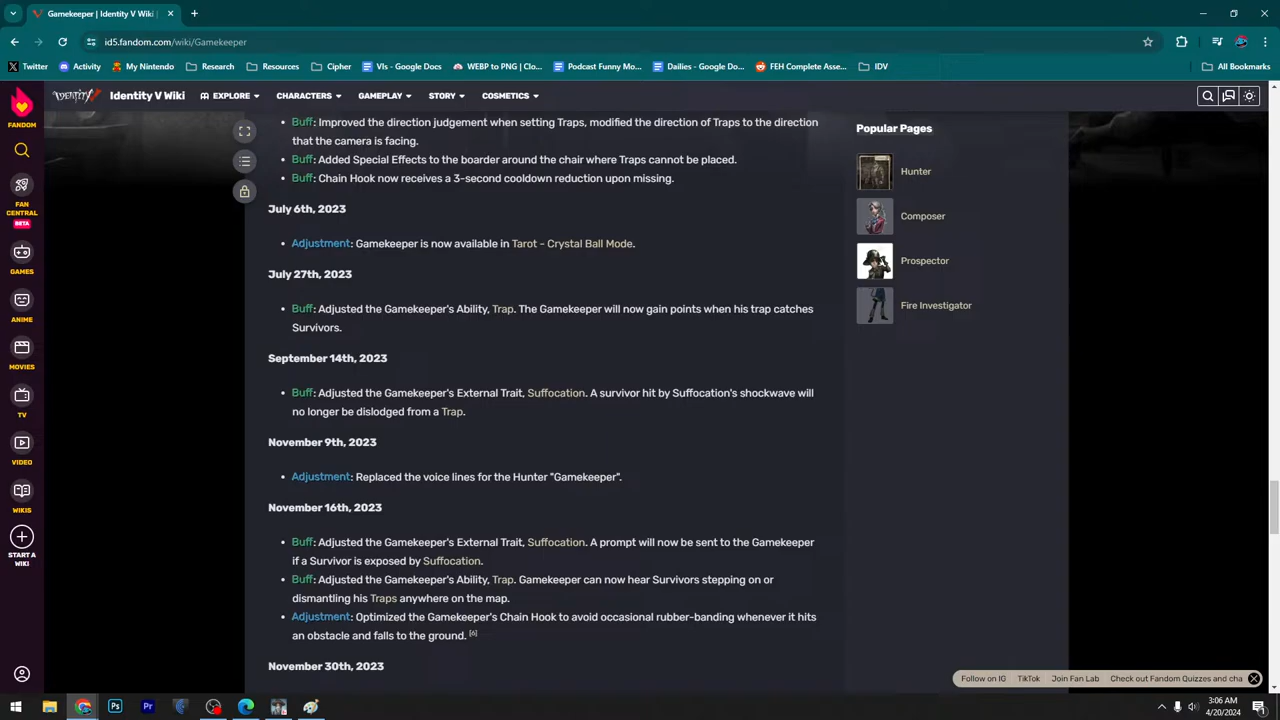 Gamekeeper | Identity V Wiki |
id5.fandom.com/wiki/Gamekeeper
Twitter
Activity
My Nintendo
Research
Resources
Cipher
VIs - Google Docs
WEBP to PNG | Clo...
Podcast Funny Mo...
Dailies - Google Do...
FEH Complete Asse...
IDV
All Bookmarks
FANDOM
IDENTITY V
Identity V Wiki
EXPLORE
CHARACTERS
GAMEPLAY
STORY
COSMETICS
FAN
CENTRAL
BETA
GAMES
ANIME
MOVIES
TV
VIDEO
WIKIS
START A
WIKI
Buff: Improved the direction judgement when setting Traps, modified the direction of Traps to the direction
that the camera is facing.
Buff: Added Special Effects to the boarder around the chair where Traps cannot be placed.
Buff: Chain Hook now receives a 3-second cooldown reduction upon missing.
July 6th, 2023
Adjustment: Gamekeeper is now available in Tarot - Crystal Ball Mode.
July 27th, 2023
Buff: Adjusted the Gamekeeper's Ability, Trap. The Gamekeeper will now gain points when his trap catches
Survivors.
September 14th, 2023
Buff: Adjusted the Gamekeeper's External Trait, Suffocation. A survivor hit by Suffocation's shockwave will
no longer be dislodged from a Trap.
November 9th, 2023
Adjustment: Replaced the voice lines for the Hunter "Gamekeeper".
November 16th, 2023
Buff: Adjusted the Gamekeeper's External Trait, Suffocation. A prompt will now be sent to the Gamekeeper
if a Survivor is exposed by Suffocation.
Buff: Adjusted the Gamekeeper's Ability, Trap. Gamekeeper can now hear Survivors stepping on or
dismantling his Traps anywhere on the map.
Adjustment: Optimized the Gamekeeper's Chain Hook to avoid occasional rubber-banding whenever it hits
an obstacle and falls to the ground. [6]
November 30th, 2023
Popular Pages
Hunter
Composer
Prospector
Fire Investigator
Follow on IG
TikTok
Join Fan Lab
Check out Fandom Quizzes and cha
3:06 AM
4/20/2024